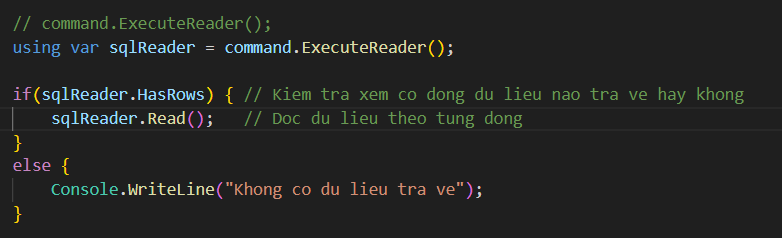 // command.ExecuteReader();
using var sqlReader = command.ExecuteReader();
if(sqlReader.HasRows) { // Kiem tra xem co dong du lieu nao tra ve hay khong
sqlReader.Read();   // Doc du lieu theo tung dong
}
else {
Console.WriteLine("Khong co du lieu tra ve");
}